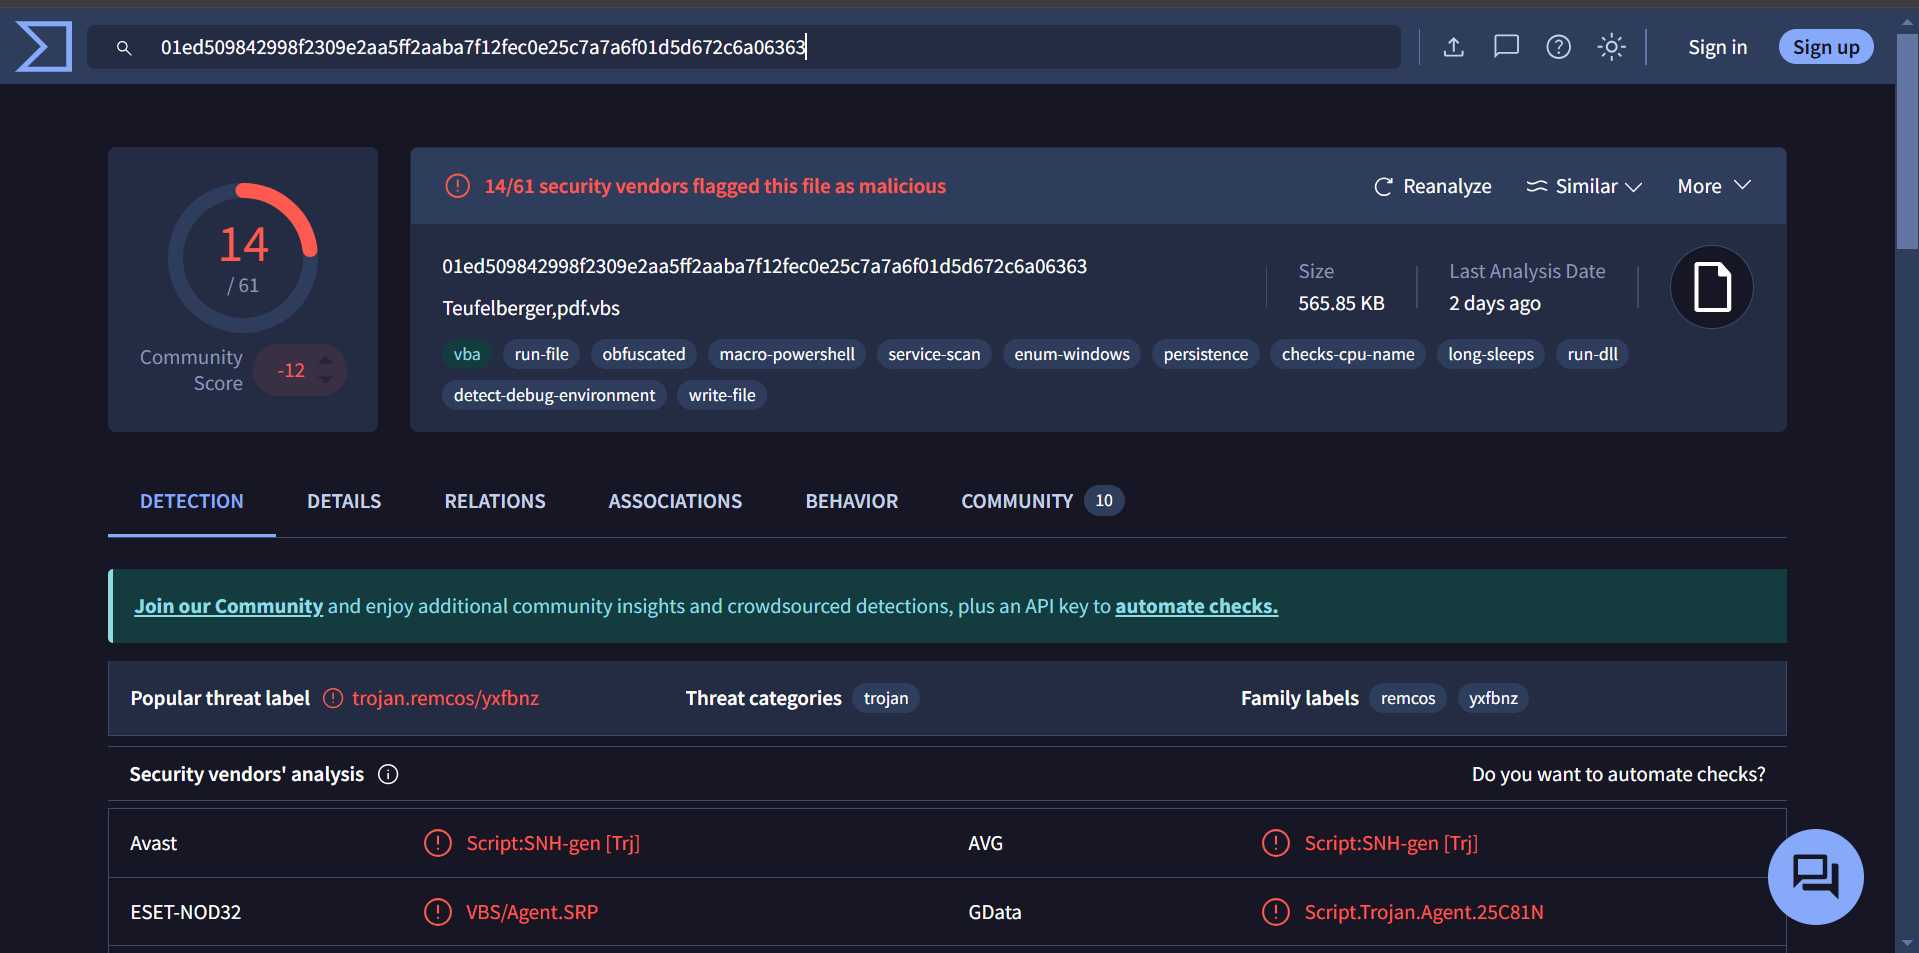 01ed509842998f2309e2aa5ff2aaba7f12fec0e25c7a7a6f01d5d672c6a06363
Sign in
Sign up
14
/ 61
Community
Score
-12
14/61 security vendors flagged this file as malicious
Reanalyze
Similar
More
01ed509842998f2309e2aa5ff2aaba7f12fec0e25c7a7a6f01d5d672c6a06363
Teufelberger,pdf.vbs
Size
565.85 KB
Last Analysis Date
2 days ago
vba run-file obfuscated macro-powershell service-scan enum-windows persistence checks-cpu-name long-sleeps run-dll
detect-debug-environment write-file
DETECTION DETAILS RELATIONS ASSOCIATIONS BEHAVIOR COMMUNITY 10
Join our Community and enjoy additional community insights and crowdsourced detections, plus an API key to automate checks.
Popular threat label trojan.remcos/yxfbnz Threat categories trojan Family labels remcos yxfbnz
Security vendors' analysis Do you want to automate checks?
Avast Script:SNH-gen [Trj] AVG Script:SNH-gen [Trj]
ESET-NOD32 VBS/Agent.SRP GData Script.Trojan.Agent.25C81N